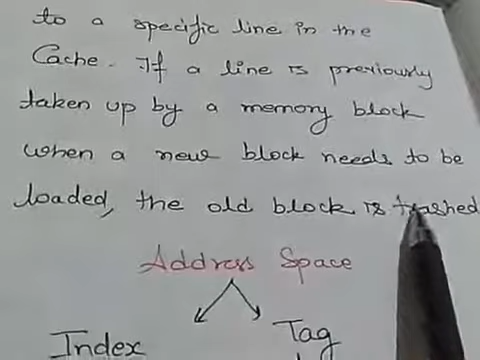 to a specific line in the
Cache. If a line is previously
taken up by a memory block
when a new block needs to be
loaded, the old block is trashed
Address Space
Index Tag